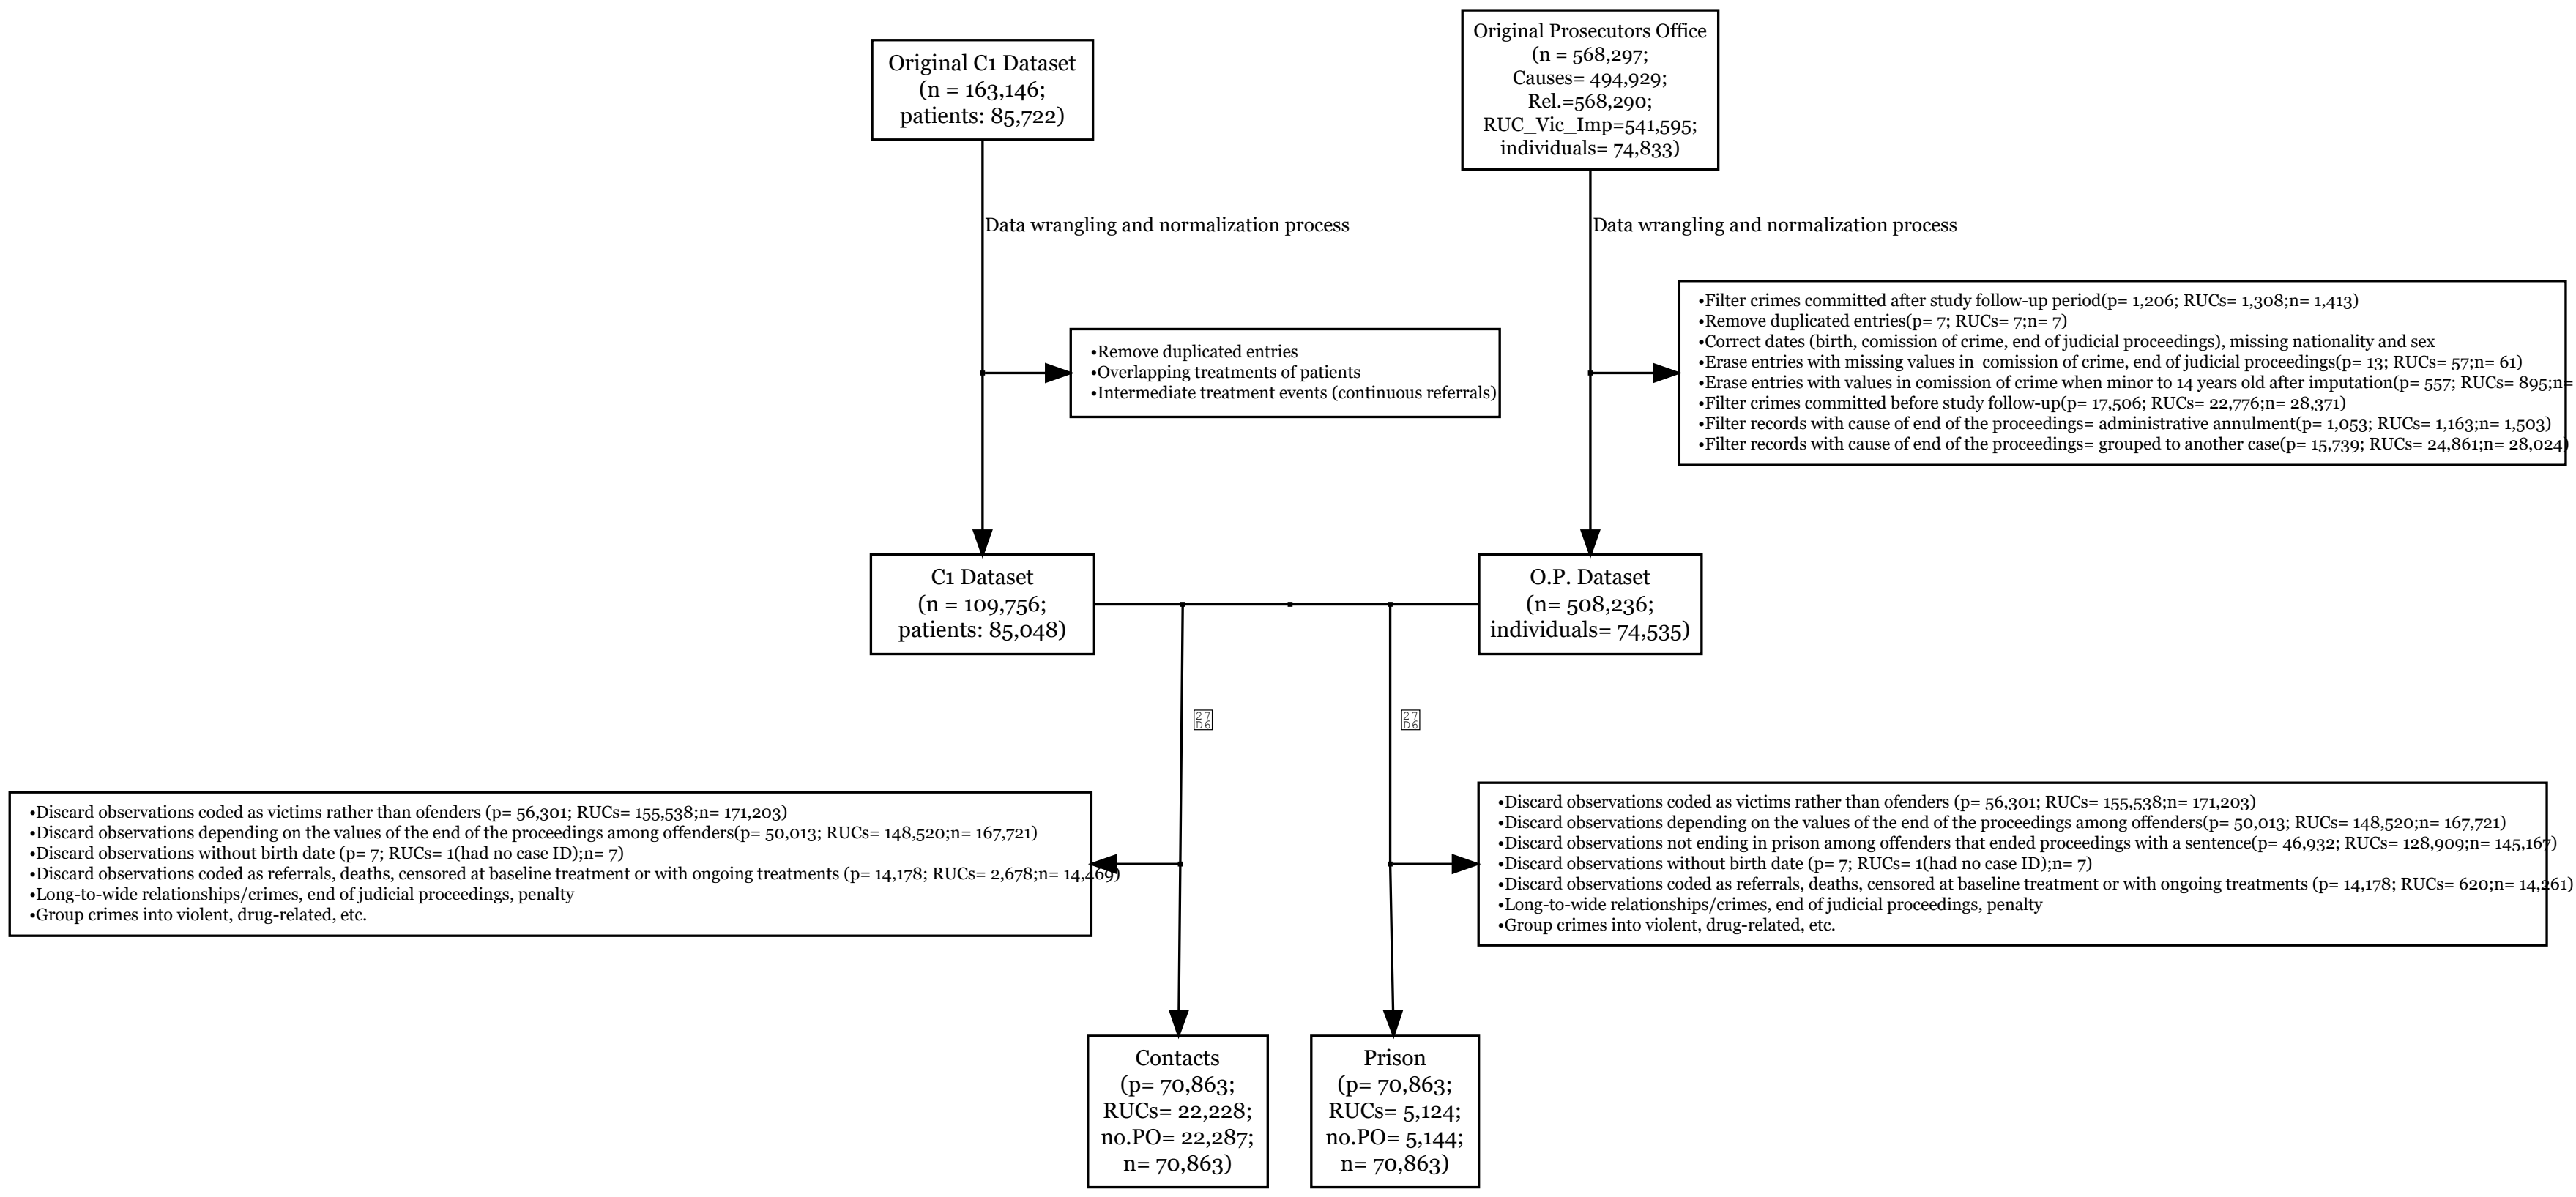 Original C1 Dataset
(n = 163,146;
patients: 85,722)
Original Prosecutors Office
(n = 568,297;
Causes= 494,929;
Rel.=568,290;
RUC_Vic_Imp=541,595;
individuals= 74,833)
Data wrangling and normalization process
Data wrangling and normalization process
•Remove duplicated entries
•Overlapping treatments of patients
•Intermediate treatment events (continuous referrals)
•Filter crimes committed after study follow-up period(p= 1,206; RUCs= 1,308;n= 1,413)
•Remove duplicated entries(p= 7; RUCs= 7;n= 7)
•Correct dates (birth, comission of crime, end of judicial proceedings), missing nationality and sex
•Erase entries with missing values in  comission of crime, end of judicial proceedings(p= 13; RUCs= 57;n= 61)
•Erase entries with values in comission of crime when minor to 14 years old after imputation(p= 557; RUCs= 895;n=
•Filter crimes committed before study follow-up(p= 17,506; RUCs= 22,776;n= 28,371)
•Filter records with cause of end of the proceedings= administrative annulment(p= 1,053; RUCs= 1,163;n= 1,503)
•Filter records with cause of end of the proceedings= grouped to another case(p= 15,739; RUCs= 24,861;n= 28,024)
C1 Dataset
(n = 109,756;
patients: 85,048)
O.P. Dataset
(n= 508,236;
individuals= 74,535)
27
D6
27
D6
•Discard observations coded as victims rather than ofenders (p= 56,301; RUCs= 155,538;n= 171,203)
•Discard observations depending on the values of the end of the proceedings among offenders(p= 50,013; RUCs= 148,520;n= 167,721)
•Discard observations without birth date (p= 7; RUCs= 1(had no case ID);n= 7)
•Discard observations coded as referrals, deaths, censored at baseline treatment or with ongoing treatments (p= 14,178; RUCs= 2,678;n= 14,469)
•Long-to-wide relationships/crimes, end of judicial proceedings, penalty
•Group crimes into violent, drug-related, etc.
•Discard observations coded as victims rather than ofenders (p= 56,301; RUCs= 155,538;n= 171,203)
•Discard observations depending on the values of the end of the proceedings among offenders(p= 50,013; RUCs= 148,520;n= 167,721)
•Discard observations not ending in prison among offenders that ended proceedings with a sentence(p= 46,932; RUCs= 128,909;n= 145,167)
•Discard observations without birth date (p= 7; RUCs= 1(had no case ID);n= 7)
•Discard observations coded as referrals, deaths, censored at baseline treatment or with ongoing treatments (p= 14,178; RUCs= 620;n= 14,261)
•Long-to-wide relationships/crimes, end of judicial proceedings, penalty
•Group crimes into violent, drug-related, etc.
Contacts
(p= 70,863;
RUCs= 22,228;
no.PO= 22,287;
n= 70,863)
Prison
(p= 70,863;
RUCs= 5,124;
no.PO= 5,144;
n= 70,863)